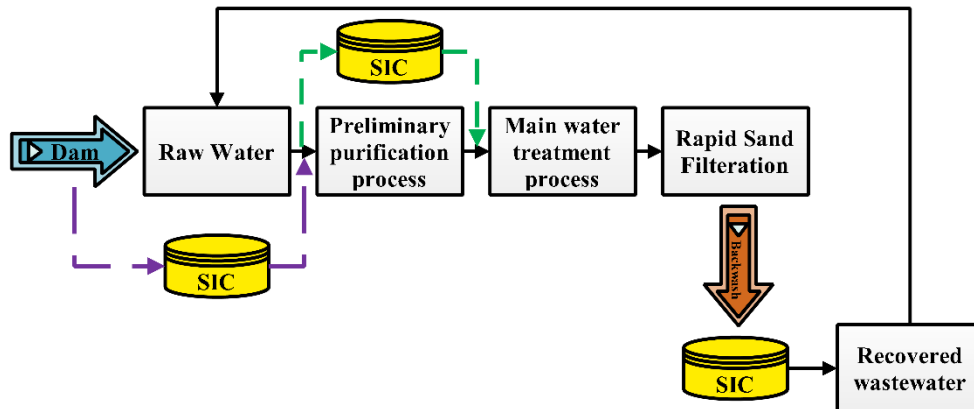 SIC
Dam
Raw Water
Preliminary
purification
process
Main water
treatment
process
Rapid Sand
Filteration
SIC
Backwash
SIC
Recovered
wastewater